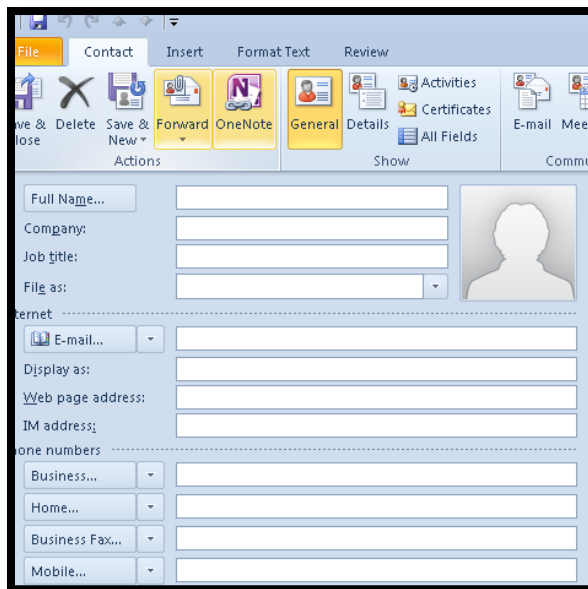 File Contact Insert Format Text Review
ve & Delete Save & Forward OneNote General Details Activities E-mail Mee
lose New Certificates
All Fields
Actions Show Commu
Full Name...
Company:
Job title:
File as:
ternet
E-mail...
Display as:
Web page address:
IM address:
one numbers
Business...
Home...
Business Fax...
Mobile...